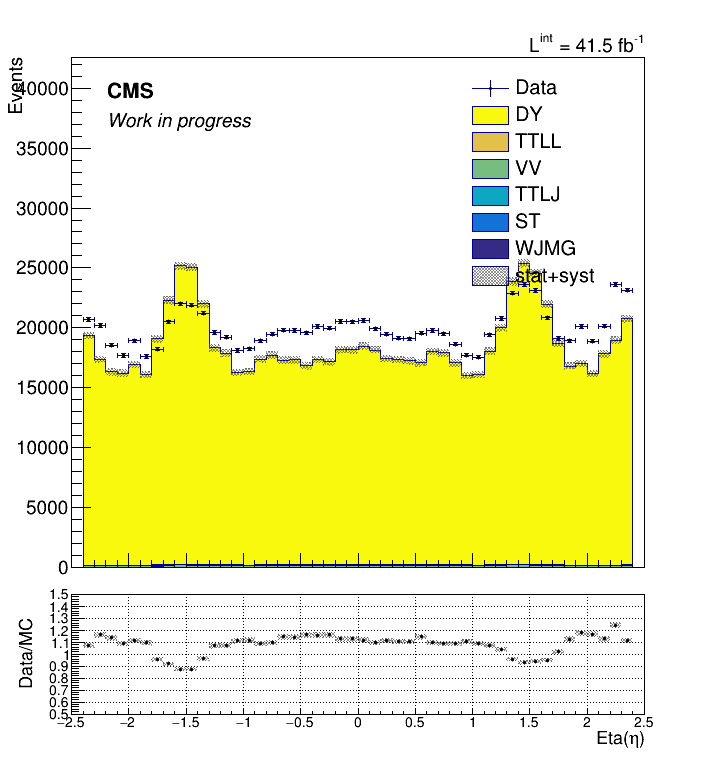 L^int = 41.5 fb^-1
Events
CMS
Work in progress
Data
DY
TTLL
VV
TTLJ
ST
WJMG
stat+syst
40000
35000
30000
25000
20000
15000
10000
5000
0
Data/MC
1.5
1.4
1.3
1.2
1.1
1
0.9
0.8
0.7
0.6
0.5
−2.5 −2 −1.5 −1 −0.5 0 0.5 1 1.5 2 2.5
Eta(η)